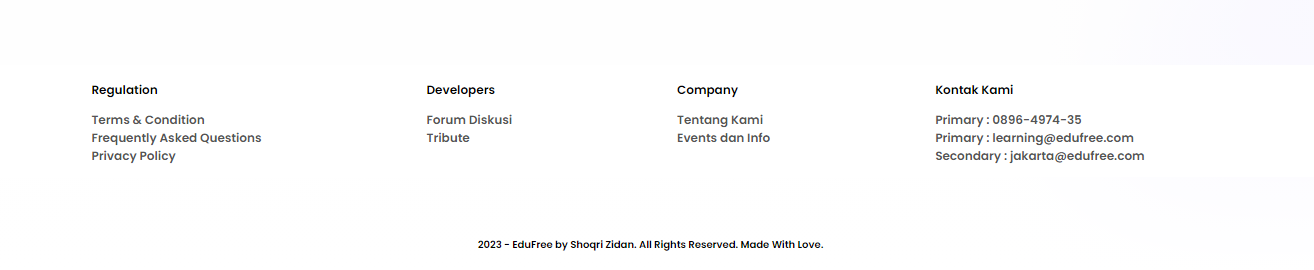 Regulation
Terms & Condition
Frequently Asked Questions
Privacy Policy
Developers
Forum Diskusi
Tribute
Company
Tentang Kami
Events dan Info
Kontak Kami
Primary : 0896-4974-35
Primary : learning@edufree.com
Secondary : jakarta@edufree.com
2023 - EduFree by Shoqri Zidan. All Rights Reserved. Made With Love.